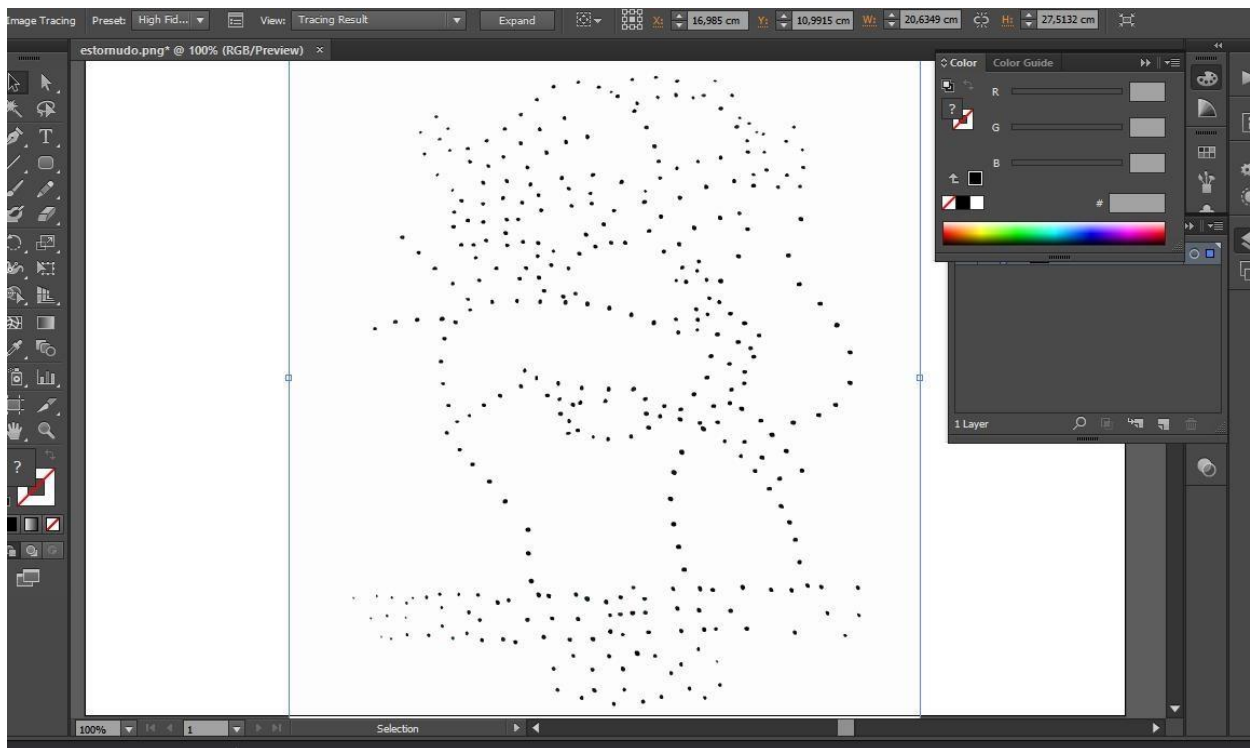 Image Tracing Preset: High Fid... View: Tracing Result Expand X: 16,985 cm Y: 10,9915 cm W: 20,6349 cm H: 27,5132 cm
estornudo.png* @ 100% (RGB/Preview) ×
Color Color Guide
R
?
G
B
#
1 Layer
?
100% 1 Selection